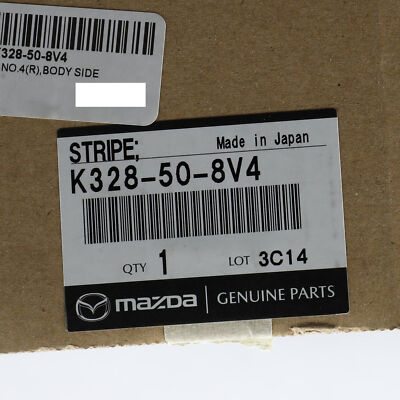 K328-50-8V4
NO.4(R),BODY SIDE
STRIPE;
Made in Japan
K328-50-8V4
QTY 1 LOT 3C14
mazda GENUINE PARTS